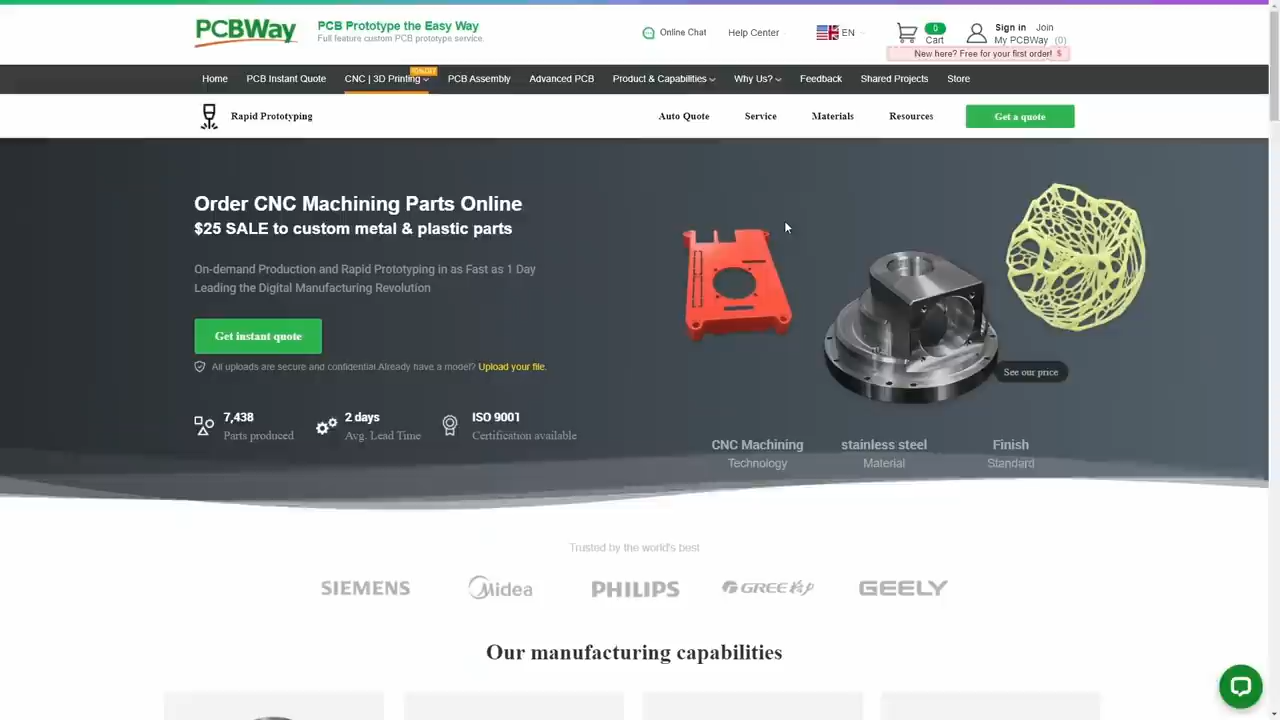 PCBWay
PCB Prototype the Easy Way
Full feature custom PCB prototype service.
Online Chat
Help Center
EN
0
Cart
Sign in Join
My PCBWay (0)
New here? Free for your first order! $
Home
PCB Instant Quote
CNC | 3D Printing
PCB Assembly
Advanced PCB
Product & Capabilities
Why Us?
Feedback
Shared Projects
Store
Rapid Prototyping
Auto Quote
Service
Materials
Resources
Get a quote
Order CNC Machining Parts Online
$25 SALE to custom metal & plastic parts
On-demand Production and Rapid Prototyping in as Fast as 1 Day
Leading the Digital Manufacturing Revolution
Get instant quote
All uploads are secure and confidential.Already have a model? Upload your file.
7,438
Parts produced
2 days
Avg. Lead Time
ISO 9001
Certification available
See our price
CNC Machining
Technology
stainless steel
Material
Finish
Standard
Trusted by the world's best
SIEMENS
Midea
PHILIPS
GREE格力
GEELY
Our manufacturing capabilities